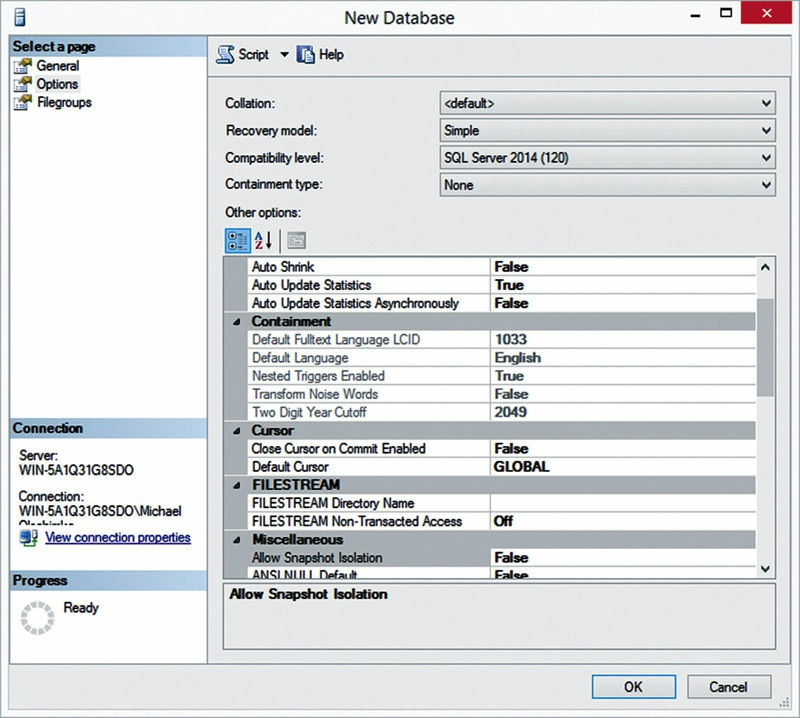 New Database
Select a page
General
Options
Filegroups
Script
Help
Collation: <default>
Recovery model: Simple
Compatibility level: SQL Server 2014 (120)
Containment type: None
Other options:
Auto Shrink False
Auto Update Statistics True
Auto Update Statistics Asynchronously False
Containment
Default Fulltext Language LCID 1033
Default Language English
Nested Triggers Enabled True
Transform Noise Words False
Two Digit Year Cutoff 2049
Cursor
Close Cursor on Commit Enabled False
Default Cursor GLOBAL
FILESTREAM
FILESTREAM Directory Name
FILESTREAM Non-Transacted Access Off
Miscellaneous
Allow Snapshot Isolation False
ANSI NULL Default False
Allow Snapshot Isolation
Connection
Server:
WIN-5A1Q31G8SDO
Connection:
WIN-5A1Q31G8SDO\Michael
View connection properties
Progress
Ready
OK
Cancel